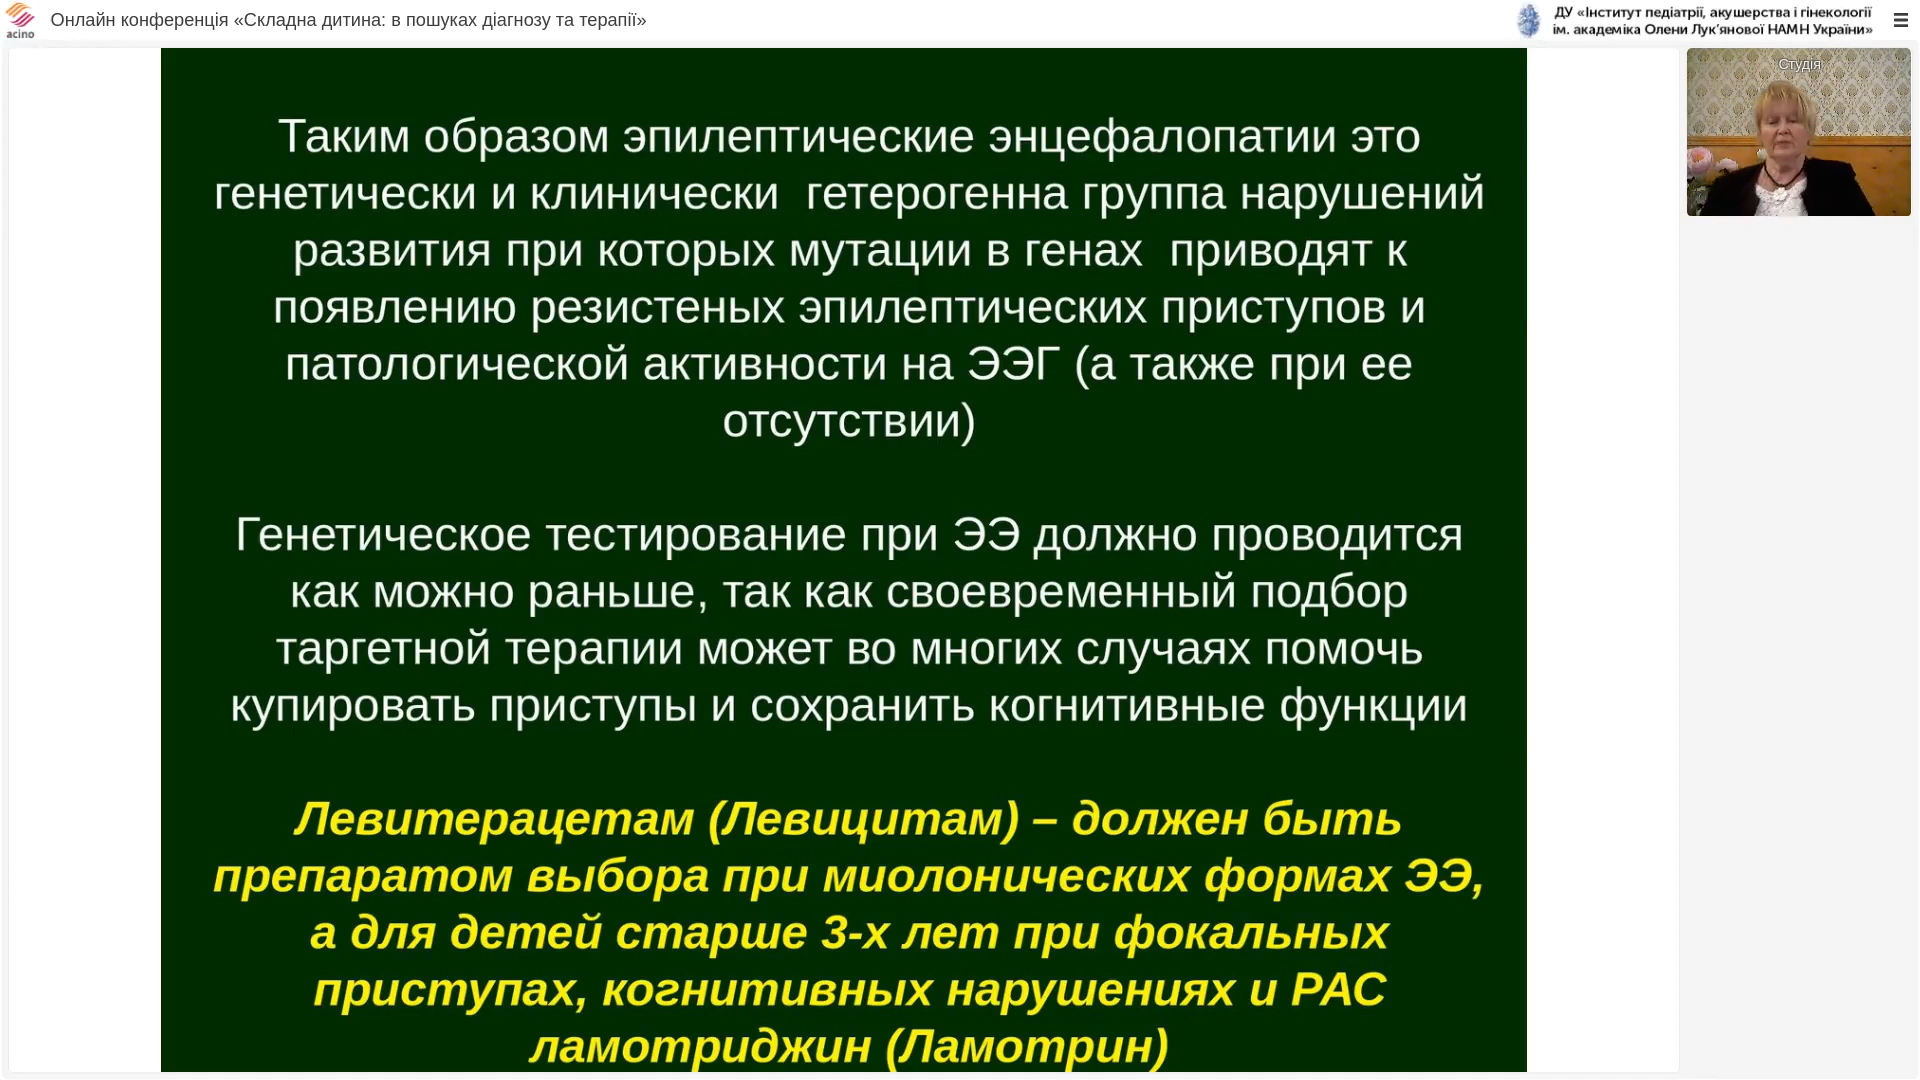 acino
Онлайн конференція «Складна дитина: в пошуках діагнозу та терапії»
ДУ «Інститут педіатрії, акушерства і гінекології
ім. академіка Олени Лук’янової НАМН України»
Студія
Таким образом эпилептические энцефалопатии это
генетически и клинически гетерогенна группа нарушений
развития при которых мутации в генах приводят к
появлению резистеных эпилептических приступов и
патологической активности на ЭЭГ (а также при ее
отсутствии)
Генетическое тестирование при ЭЭ должно проводится
как можно раньше, так как своевременный подбор
таргетной терапии может во многих случаях помочь
купировать приступы и сохранить когнитивные функции
Левитерацетам (Левицитам) – должен быть
препаратом выбора при миолонических формах ЭЭ,
а для детей старше 3-х лет при фокальных
приступах, когнитивных нарушениях и РАС
ламотриджин (Ламотрин)